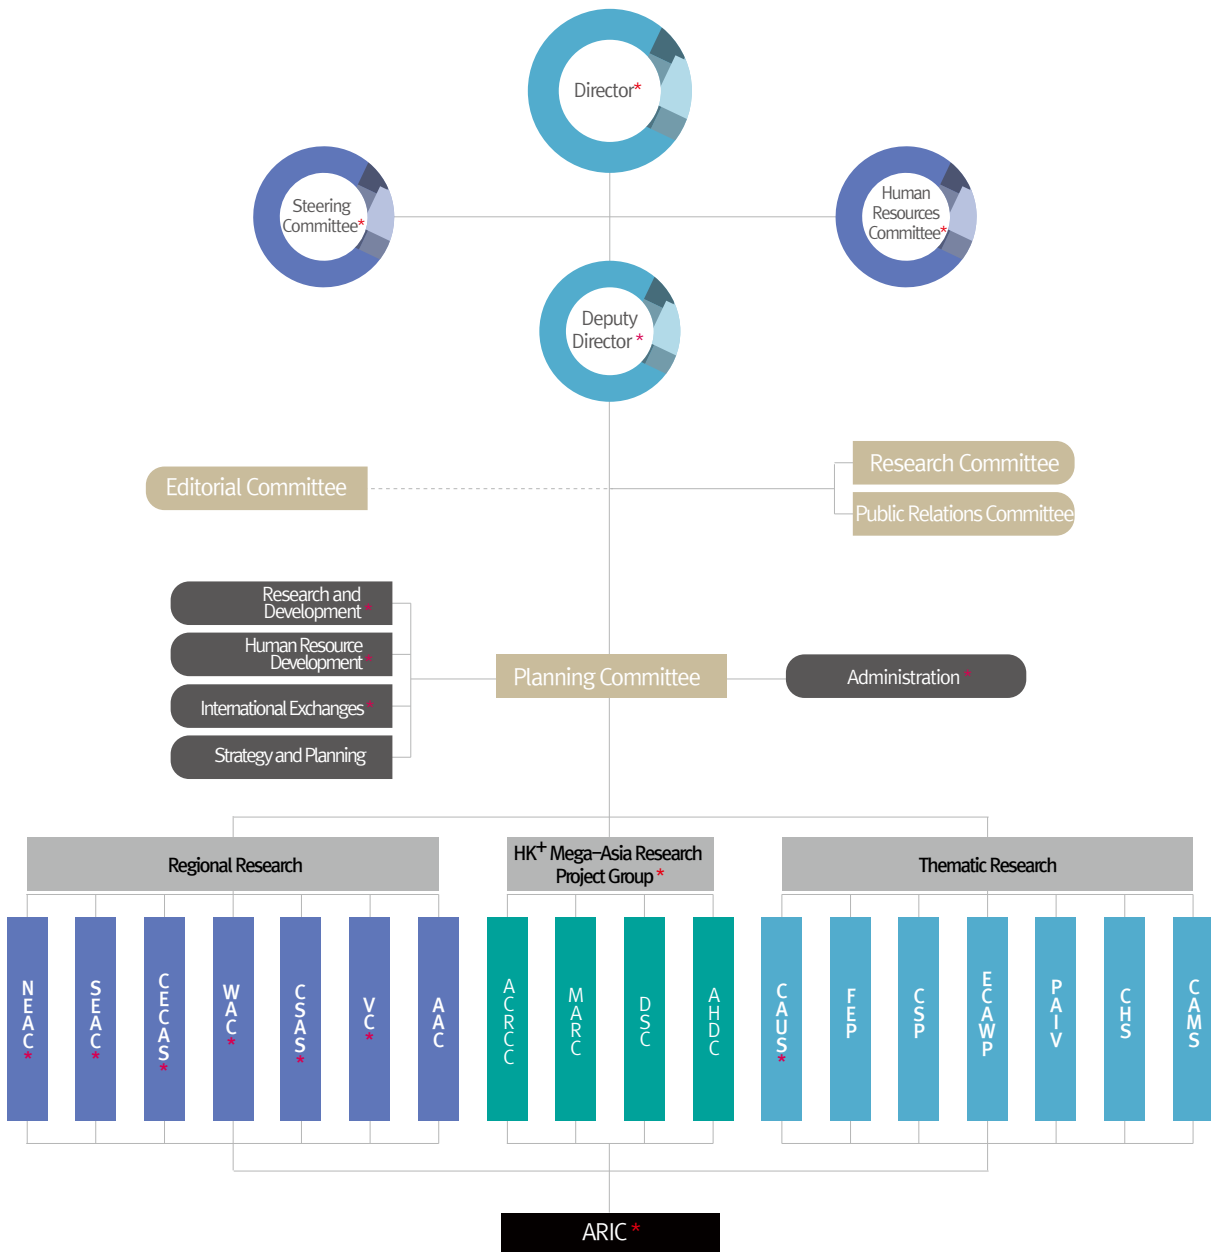 Director*
Steering
Committee*
Human
Resources
Committee*
Deputy
Director *
Editorial Committee
Research Committee
Public Relations Committee
Research and
Development *
Human Resource
Development *
International Exchanges *
Strategy and Planning
Planning Committee
Administration *
Regional Research
HK+ Mega-Asia Research
Project Group *
Thematic Research
NEAC*
SEAC*
CECAS*
WAC*
CSAS*
VC*
AAC
ACRCC
MARC
DSC
AHDC
CAUS*
FEP
CSP
ECAWP
PAIV
CHS
CAMS
ARIC *